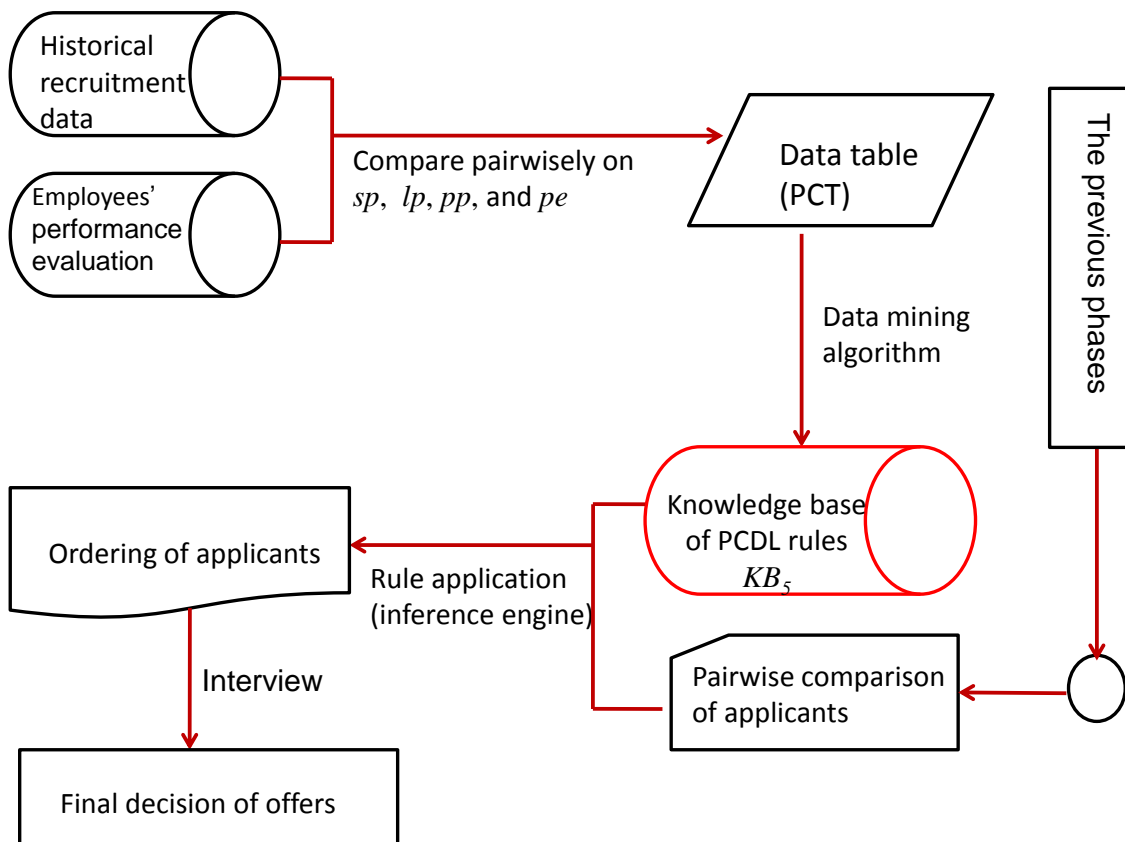 Historical
recruitment
data
Employees’
performance
evaluation
Compare pairwisely on
sp, lp, pp, and pe
Data table
(PCT)
The previous phases
Data mining
algorithm
Knowledge base
of PCDL rules
KB5
Ordering of applicants
Rule application
(inference engine)
Pairwise comparison
of applicants
Interview
Final decision of offers